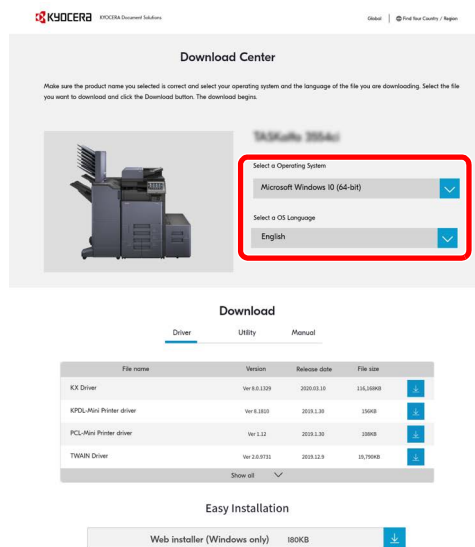 KYOCERA KYOCERA Document Solutions Global Find Your Country / Region
Download Center
Make sure the product name you selected is correct and select your operating system and the language of the file you are downloading. Select the file
you want to download and click the Download button. The download begins.
Select a Operating System
Microsoft Windows 10 (64-bit)
Select a OS Language
English
Download
Driver Utility Manual
File name Version Release date File size
KX Driver Ver 8.0.1329 2020.03.10 116,168KB
KPDL-Mini Printer driver Ver 8.1810 2019.1.30 156KB
PCL-Mini Printer driver Ver 1.12 2019.1.30 108KB
TWAIN Driver Ver 2.0.9731 2019.12.9 19,790KB
Show all
Easy Installation
Web installer (Windows only) 180KB